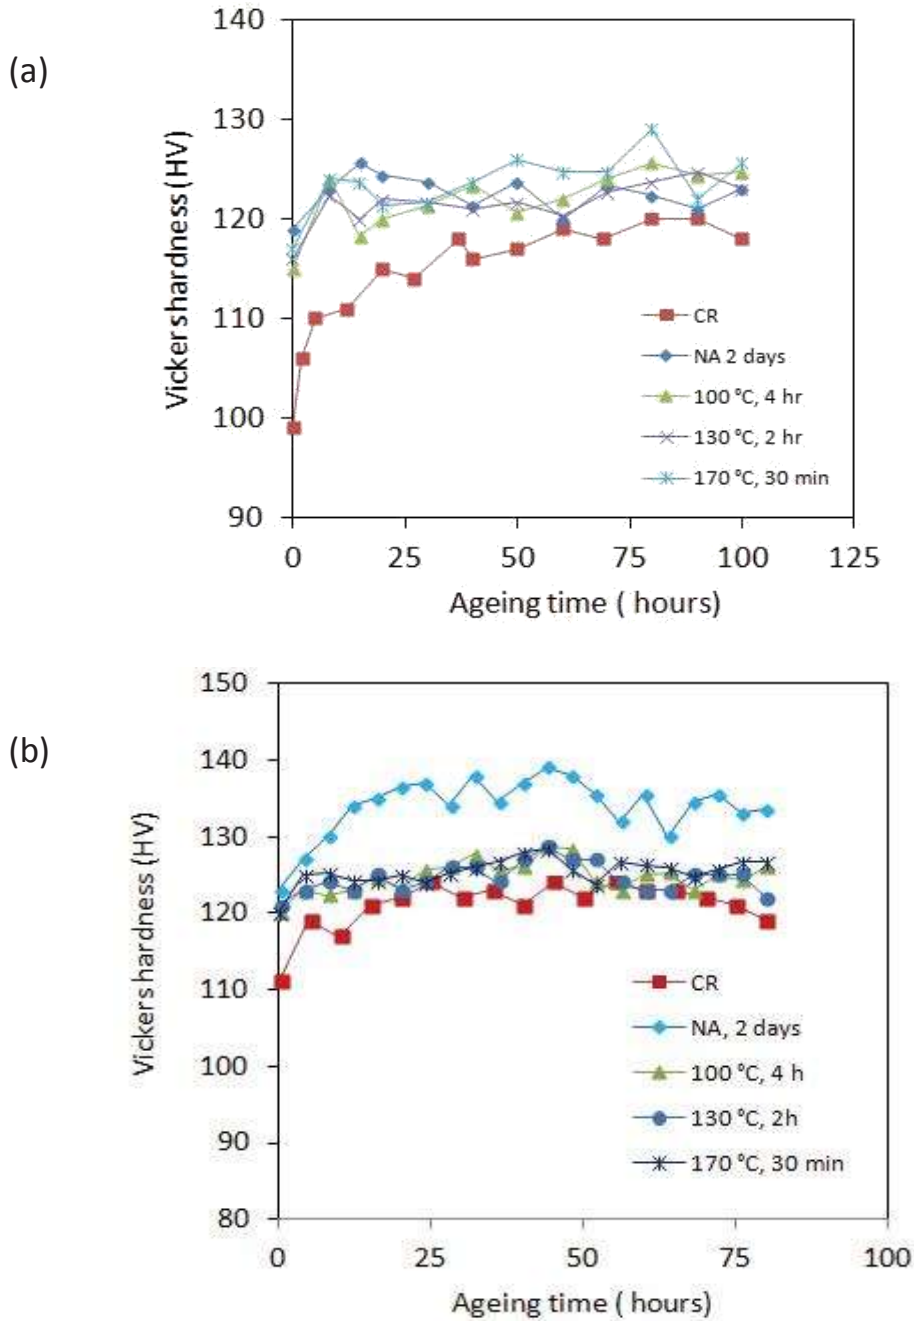 (a)
140
130
120
110
100
90
Vickers hardness (HV)
0 25 50 75 100 125
Ageing time ( hours)
CR
NA 2 days
100 °C, 4 hr
130 °C, 2 hr
170 °C, 30 min
(b)
150
140
130
120
110
100
90
80
Vickers hardness (HV)
0 25 50 75 100
Ageing time ( hours)
CR
NA, 2 days
100 °C, 4 h
130 °C, 2h
170 °C, 30 min